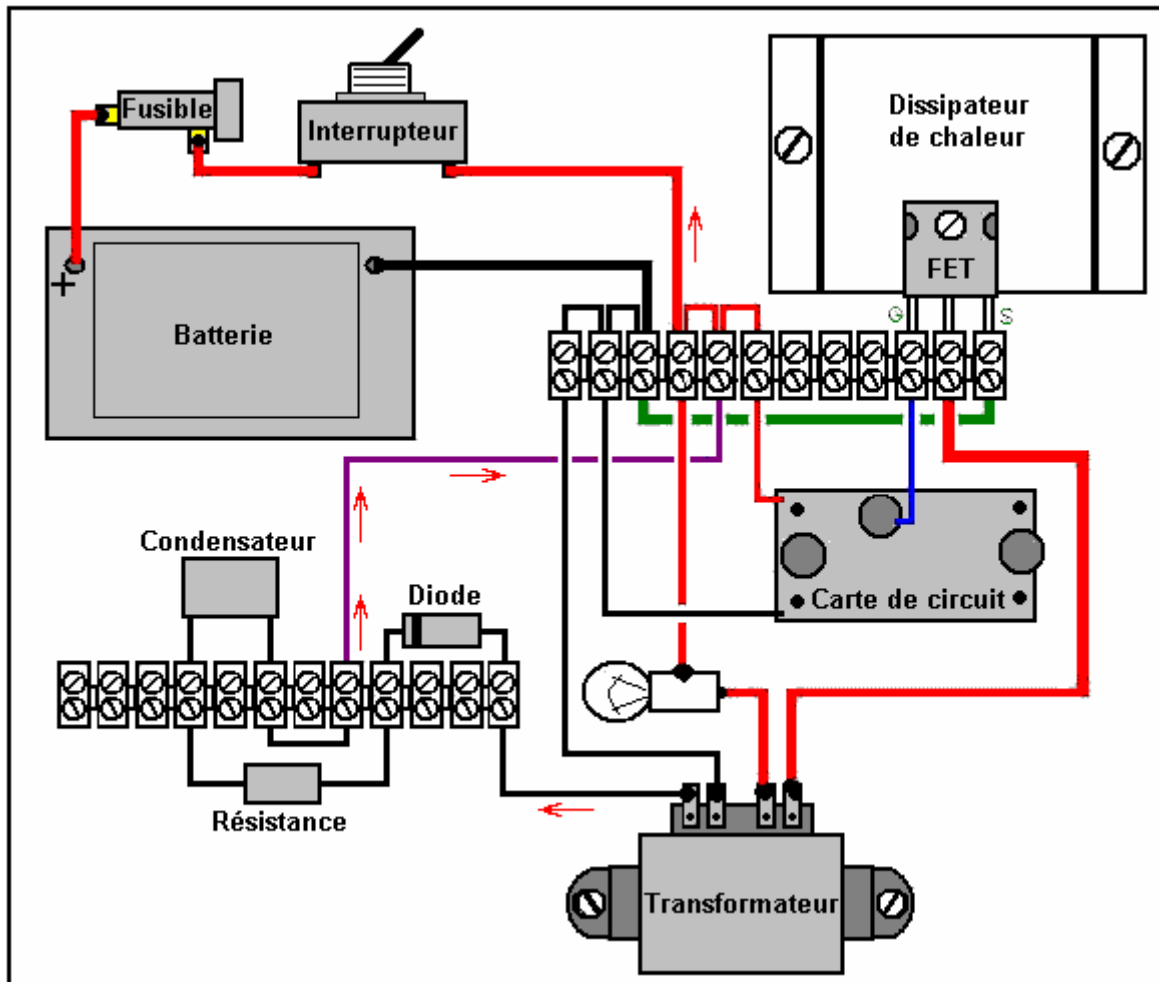 Fusible
Interrupteur
Dissipateur
de chaleur
FET
+
Batterie
G
S
Condensateur
Diode
Carte de circuit
Résistance
Transformateur